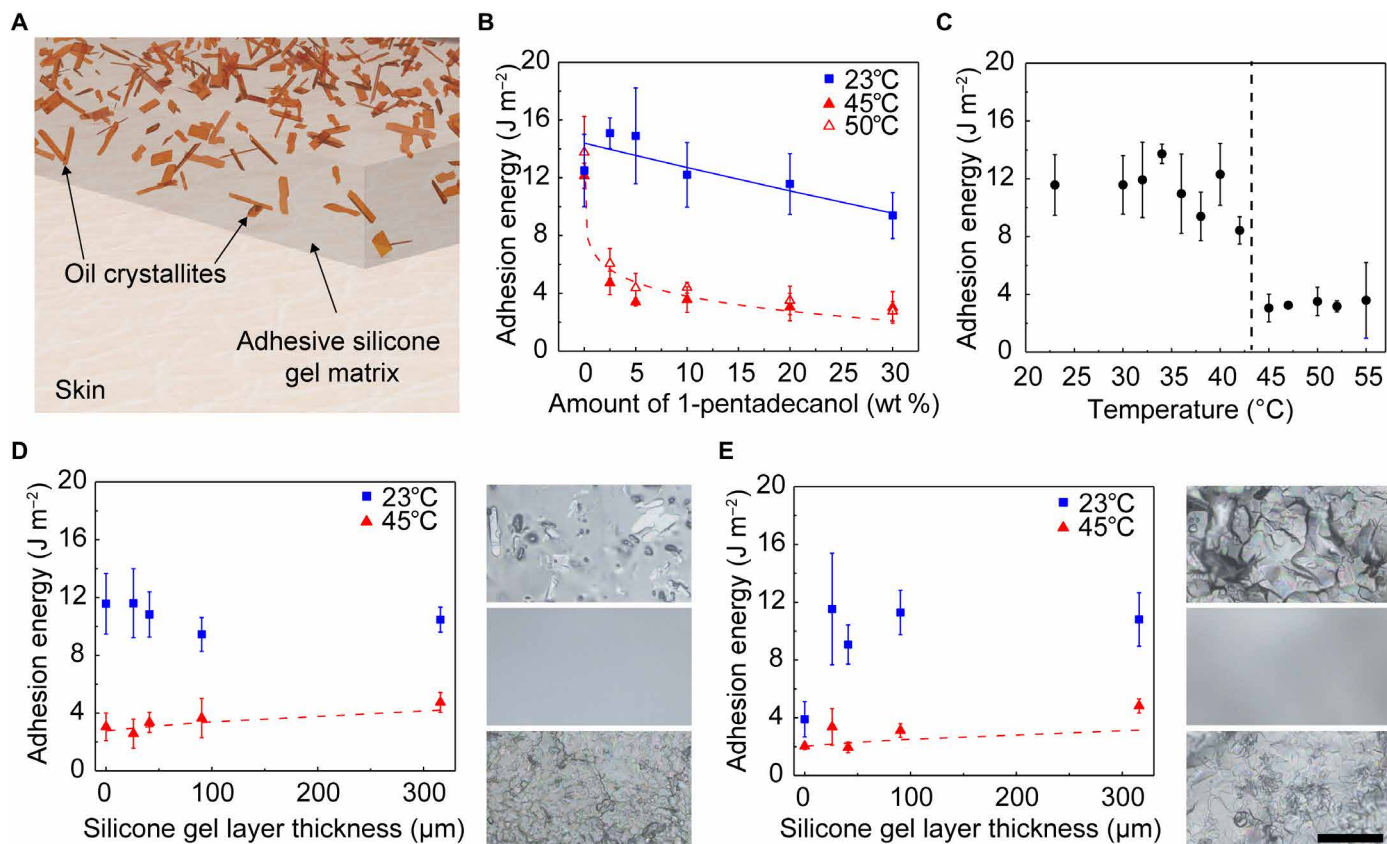 A
Oil crystallites
Adhesive silicone
gel matrix
Skin
B
Adhesion energy (J m⁻²)
20
16
12
8
4
0
23°C
45°C
50°C
0 5 10 15 20 25 30
Amount of 1-pentadecanol (wt %)
C
Adhesion energy (J m⁻²)
20
16
12
8
4
0
20 25 30 35 40 45 50 55
Temperature (°C)
D
Adhesion energy (J m⁻²)
20
16
12
8
4
0
23°C
45°C
0 100 200 300
Silicone gel layer thickness (μm)
E
Adhesion energy (J m⁻²)
20
16
12
8
4
0
23°C
45°C
0 100 200 300
Silicone gel layer thickness (μm)